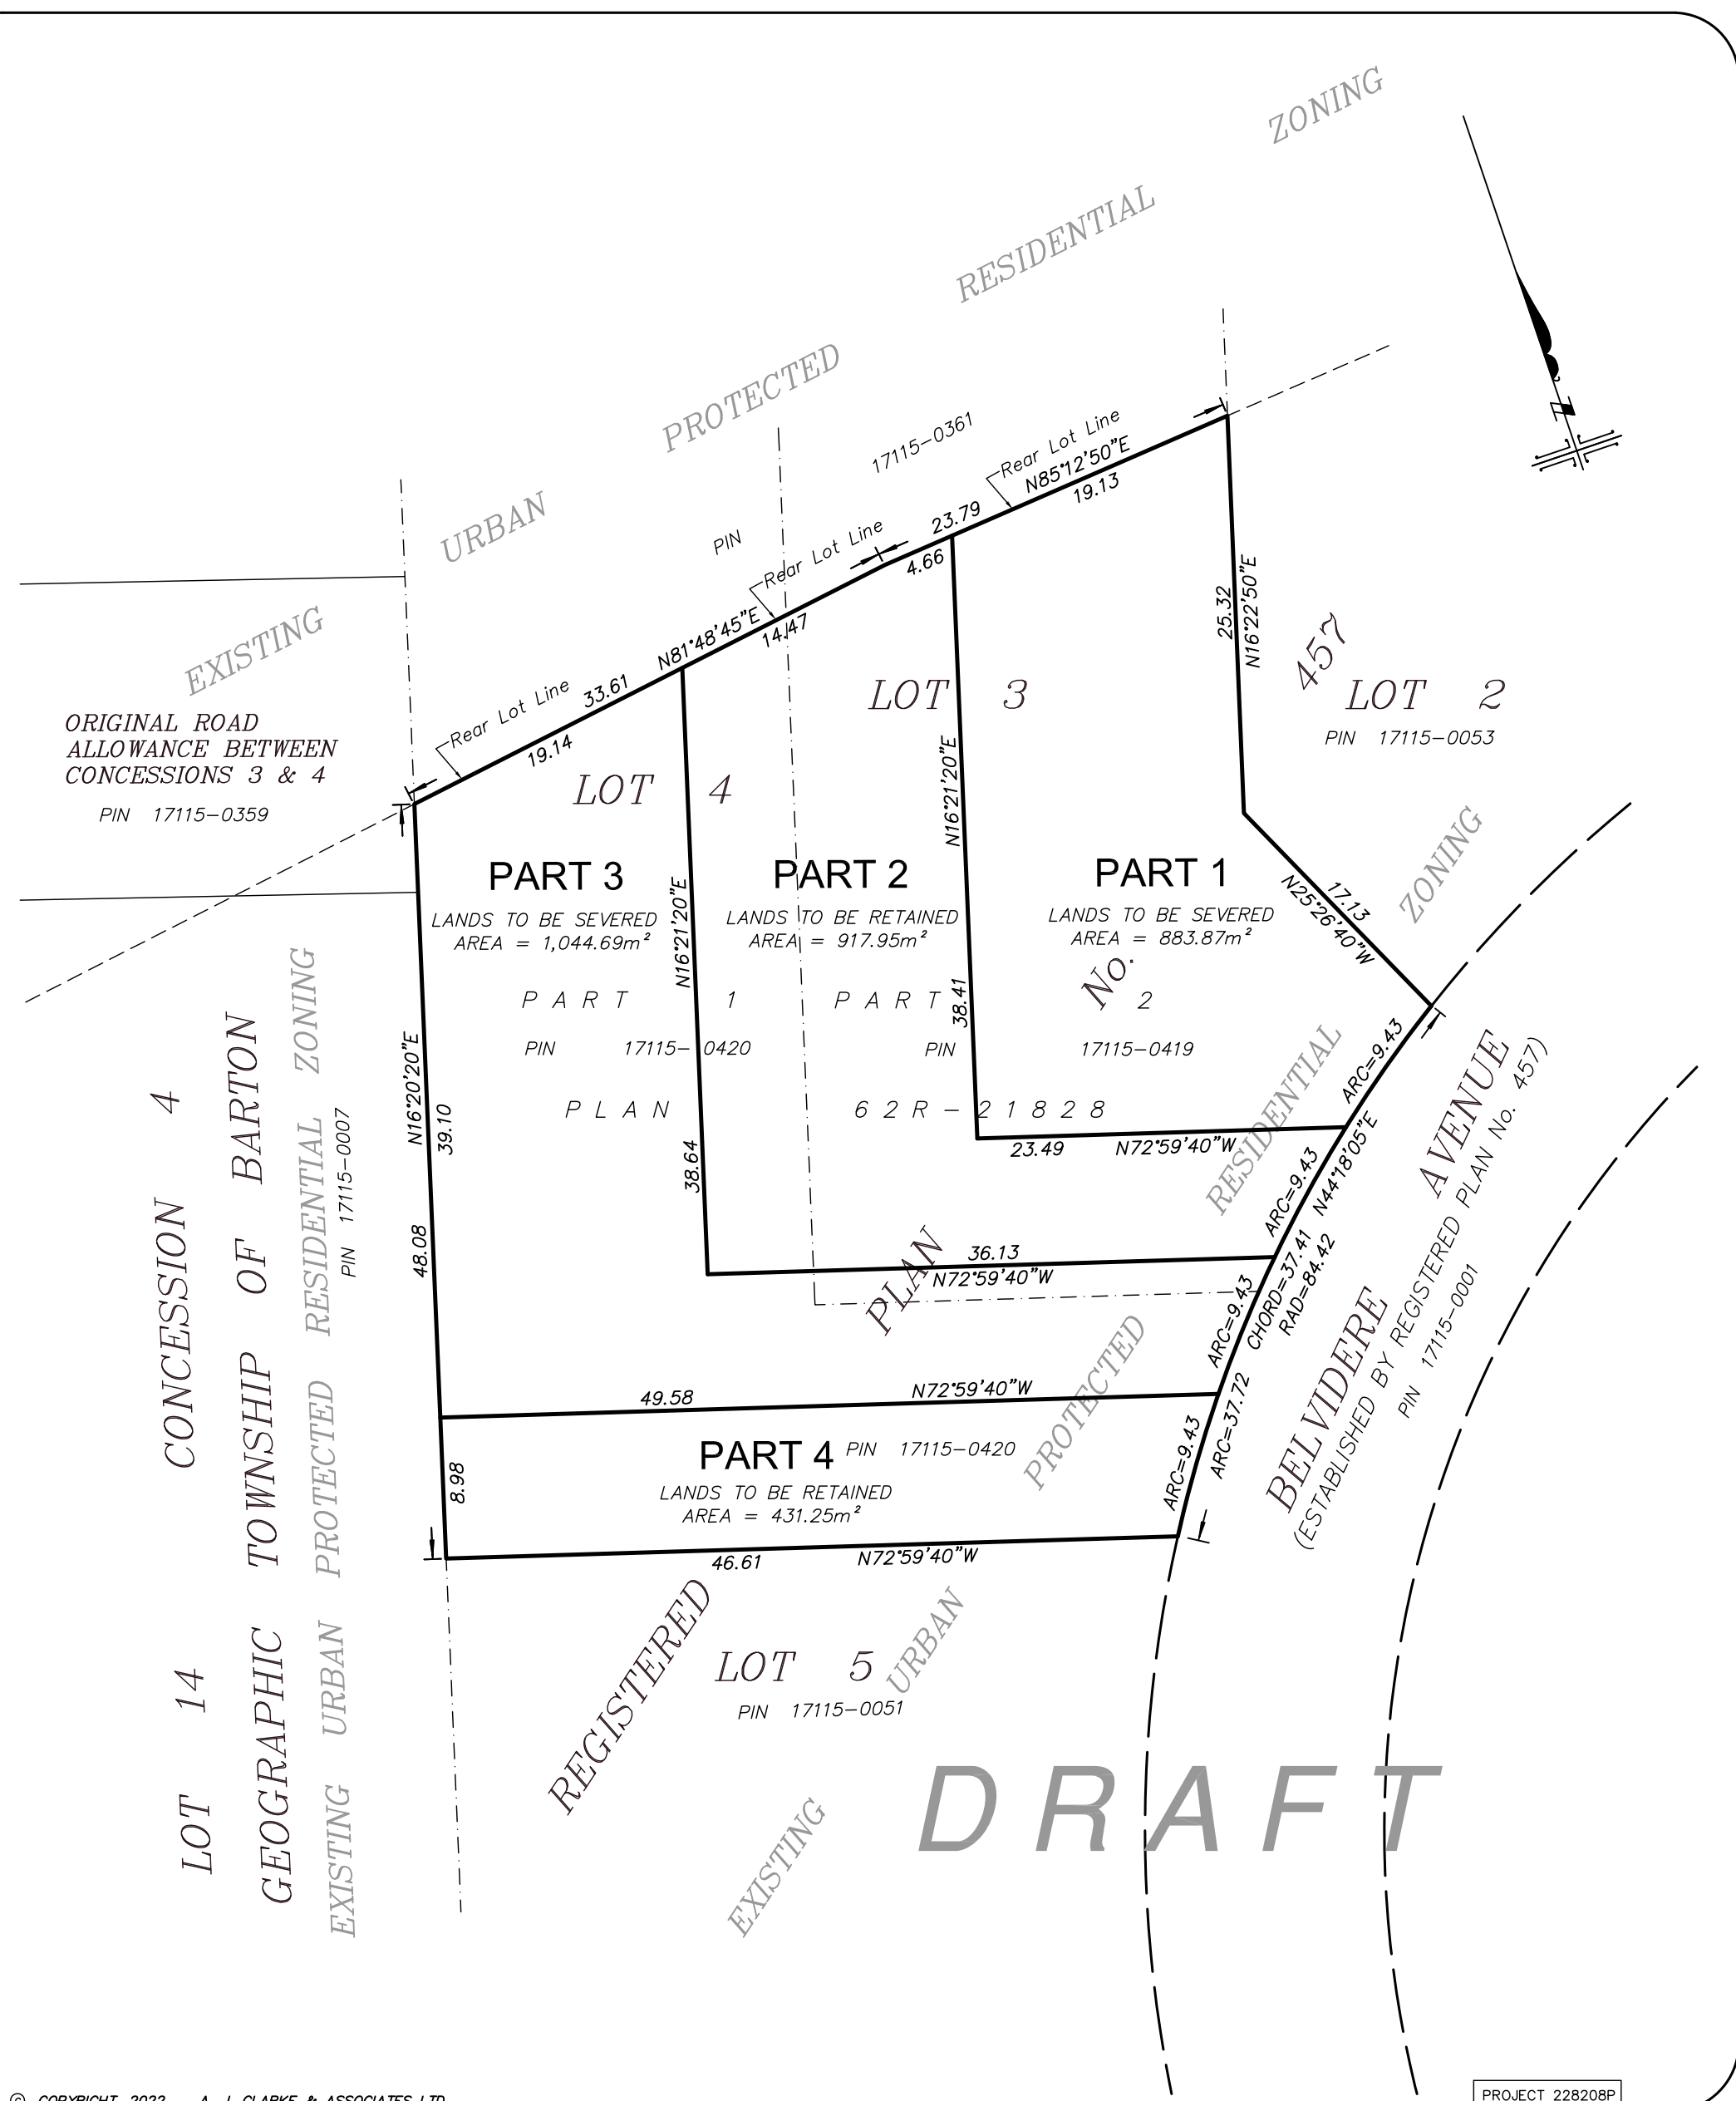 ZONING
RESIDENTIAL
PROTECTED
URBAN
EXISTING
PIN 17115-0361
Rear Lot Line
N85°12'50"E
19.13
23.79
4.66
Rear Lot Line
N81°48'45"E
14.47
33.61
Rear Lot Line
19.14
25.32
N16°22'50"E
457
LOT 2
PIN 17115-0053
LOT 3
LOT 4
N16°21'20"E
ORIGINAL ROAD
ALLOWANCE BETWEEN
CONCESSIONS 3 & 4
PIN 17115-0359
PART 3
LANDS TO BE SEVERED
AREA = 1,044.69m²
N16°21'20"E
PART 2
LANDS TO BE RETAINED
AREA = 917.95m²
PART 1
LANDS TO BE SEVERED
AREA = 883.87m²
17.13
N25°26'40"W
ZONING
No.
PART 1
PART 2
38.41
PIN 17115-0420
PIN 17115-0419
PLAN 62R-21828
N16°20'20"E
39.10
48.08
38.64
23.49 N72°59'40"W
RESIDENTIAL
ARC=9.43
ARC=9.43
N44°18'05"E
CHORD=37.41
RAD=84.42
PLAN
36.13
N72°59'40"W
ARC=9.43
PROTECTED
49.58 N72°59'40"W
ARC=37.72
ARC=9.43
8.98
PART 4 PIN 17115-0420
LANDS TO BE RETAINED
AREA = 431.25m²
46.61 N72°59'40"W
BELVIDERE AVENUE
(ESTABLISHED BY REGISTERED PLAN No. 457)
PIN 17115-0001
LOT 14 CONCESSION 4
GEOGRAPHIC TOWNSHIP OF BARTON
EXISTING URBAN PROTECTED RESIDENTIAL ZONING
PIN 17115-0007
REGISTERED
LOT 5
PIN 17115-0051
URBAN
EXISTING
DRAFT
N
© COPYRIGHT 2022 A. J. CLARKE & ASSOCIATES LTD.
PROJECT 228208P